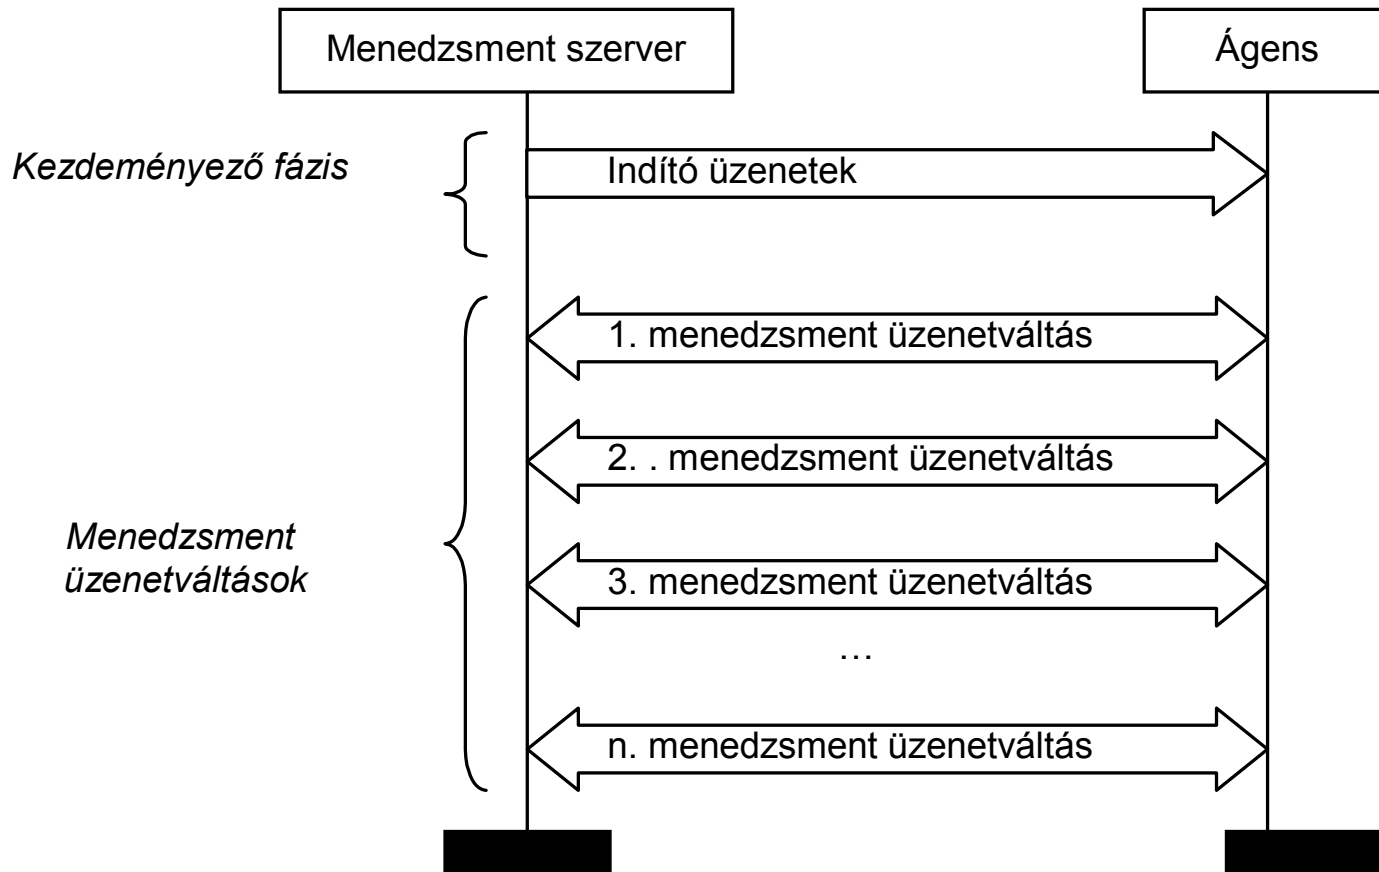 Menedzsment szerver
Ágens
Kezdeményező fázis
Indító üzenetek
1. menedzsment üzenetváltás
2. . menedzsment üzenetváltás
Menedzsment
üzenetváltások
3. menedzsment üzenetváltás
…
n. menedzsment üzenetváltás